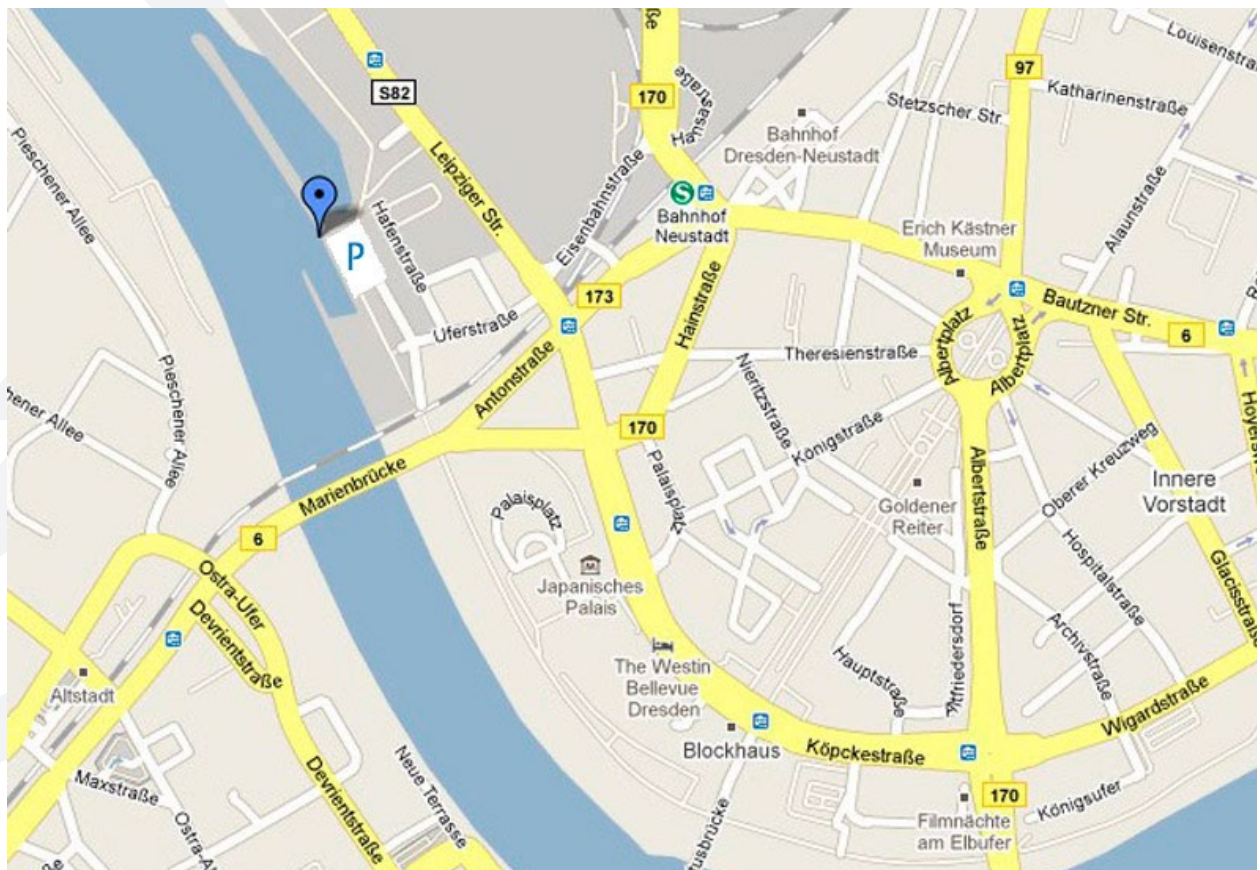 Louisenstraße
97
Katharinenstraße
S82
170
Hansastraße
Stetzscher Str.
Bahnhof
Dresden-Neustadt
Pieschener Allee
Leipziger Str.
Eisenbahnstraße
Alaunstraße
S
Bahnhof
Neustadt
Hafenstraße
P
Erich Kästner
Museum
173
Hainstraße
Bautzner Str.
6
Uferstraße
Albertplatz
Albertplatz
Theresienstraße
Antonstraße
Nieritzstraße
Pieschener Allee
170
Königstraße
Marienbrücke
Palaisplatz
Albertstraße
Oberer Kreuzweg
Innere
Vorstadt
Goldener
Reiter
Palaisplatz
6
Ostra-Ufer
Hospitalstraße
M
Japanisches
Palais
Glacisstraße
Devrientstraße
Archivstraße
Hauptstraße
The Westin
Bellevue
Dresden
Altstadt
Wigardstraße
Blockhaus
Köpckestraße
Neue Terrasse
Maxstraße
Devrientstraße
170
Königsufer
Filmnächte
am Elbufer